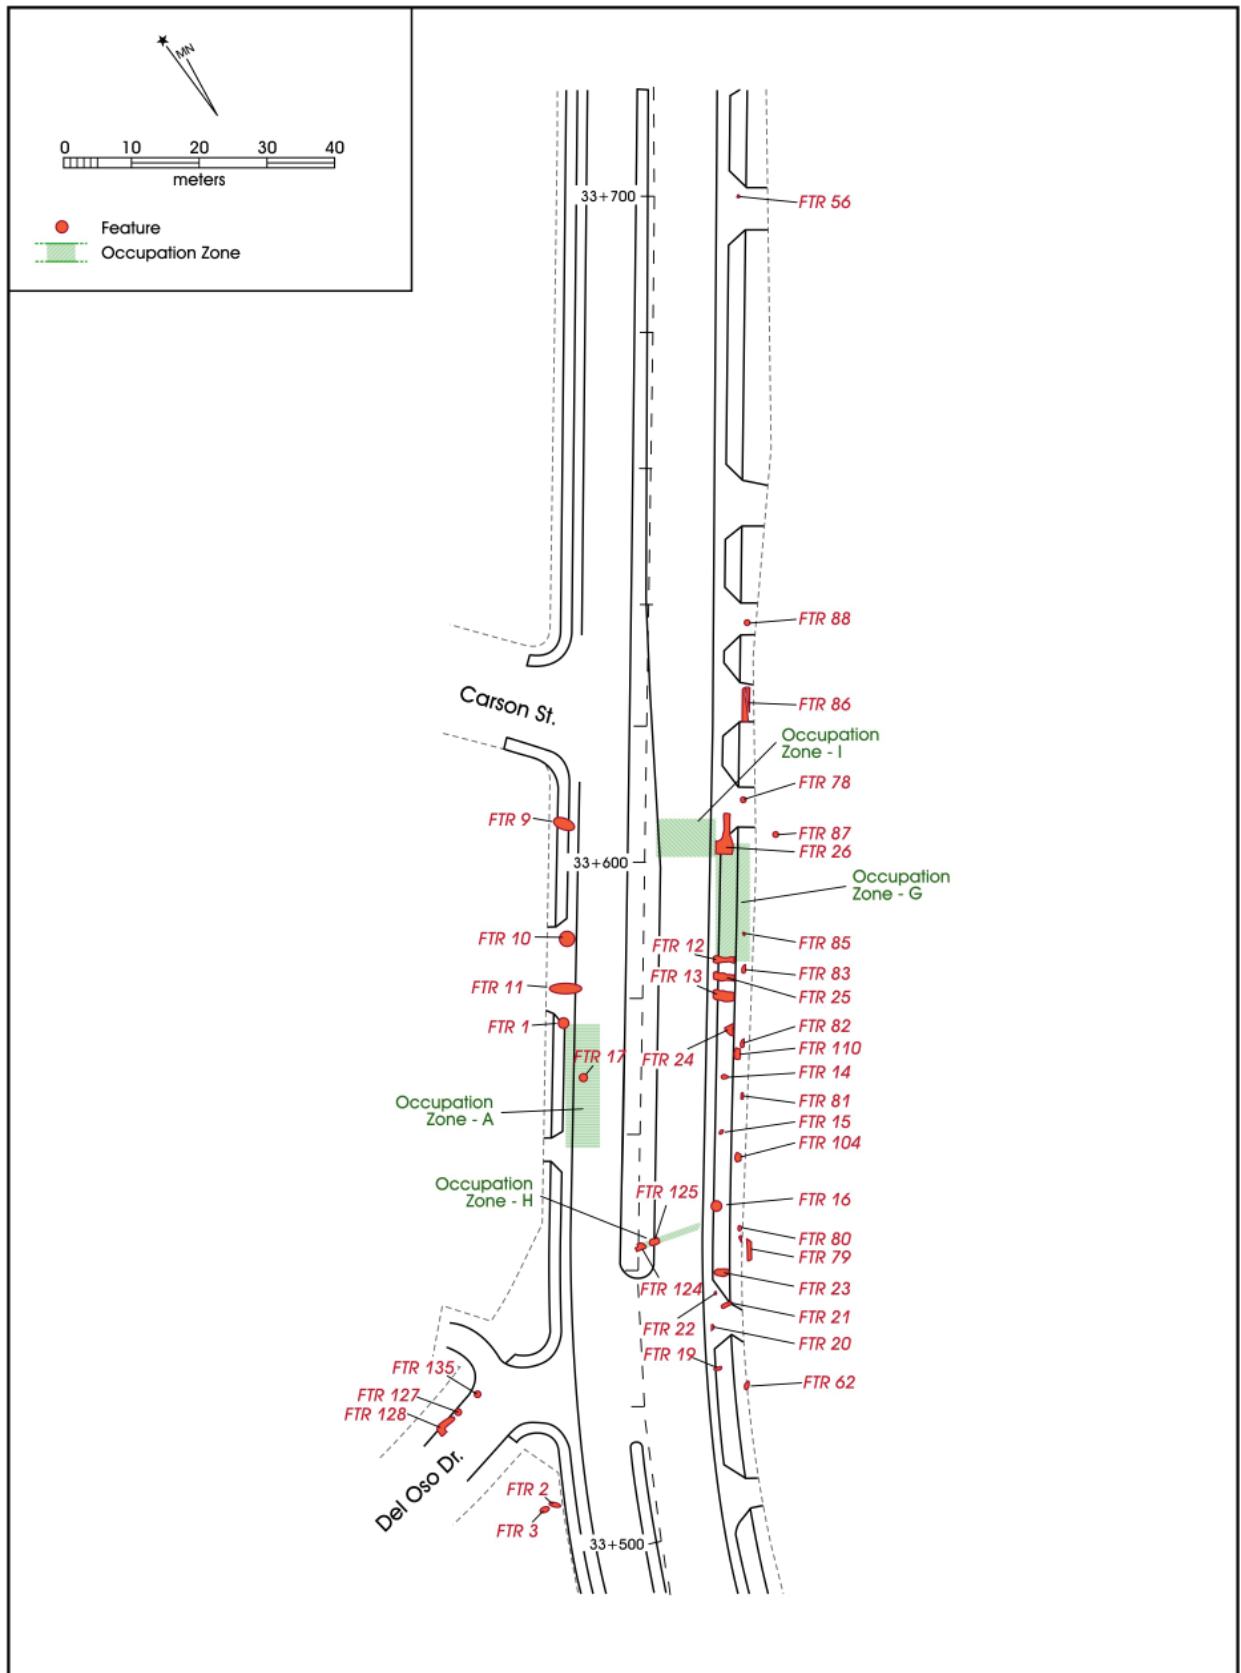 MN
0 10 20 30 40
meters
Feature
Occupation Zone
33+700
FTR 56
FTR 88
Carson St.
FTR 86
Occupation
Zone - I
FTR 78
FTR 9
FTR 87
FTR 26
33+600
Occupation
Zone - G
FTR 10
FTR 12
FTR 85
FTR 83
FTR 11
FTR 13
FTR 25
FTR 1
FTR 82
FTR 17
FTR 24
FTR 110
FTR 14
Occupation
Zone - A
FTR 81
FTR 15
FTR 104
Occupation
Zone - H
FTR 125
FTR 16
FTR 80
FTR 79
FTR 124
FTR 23
FTR 21
FTR 22
FTR 20
FTR 19
FTR 135
FTR 62
FTR 127
FTR 128
Del Oso Dr.
FTR 2
FTR 3
33+500